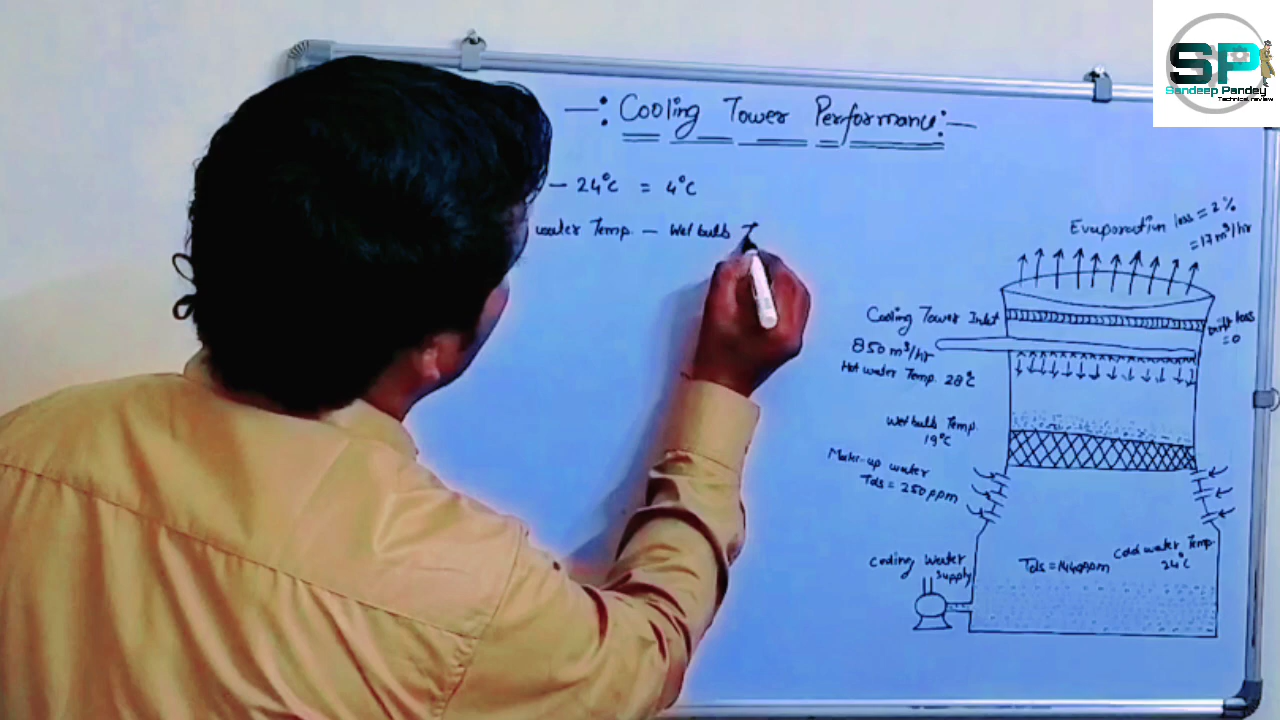 SP
Sandeep Pandey
Technical review
—: Cooling Tower Performance :—
– 24°C = 4°C
water Temp. – Wet bulb T
Evaporation loss = 2%
= 17 m³/hr
Cooling Tower Inlet
850 m³/hr
Hot water Temp. 28°C
Drift loss
= 0
Wet bulb Temp.
19°C
Make-up water
Tds = 250 ppm
Cooling Water
Supply
Cold water Temp.
24°C